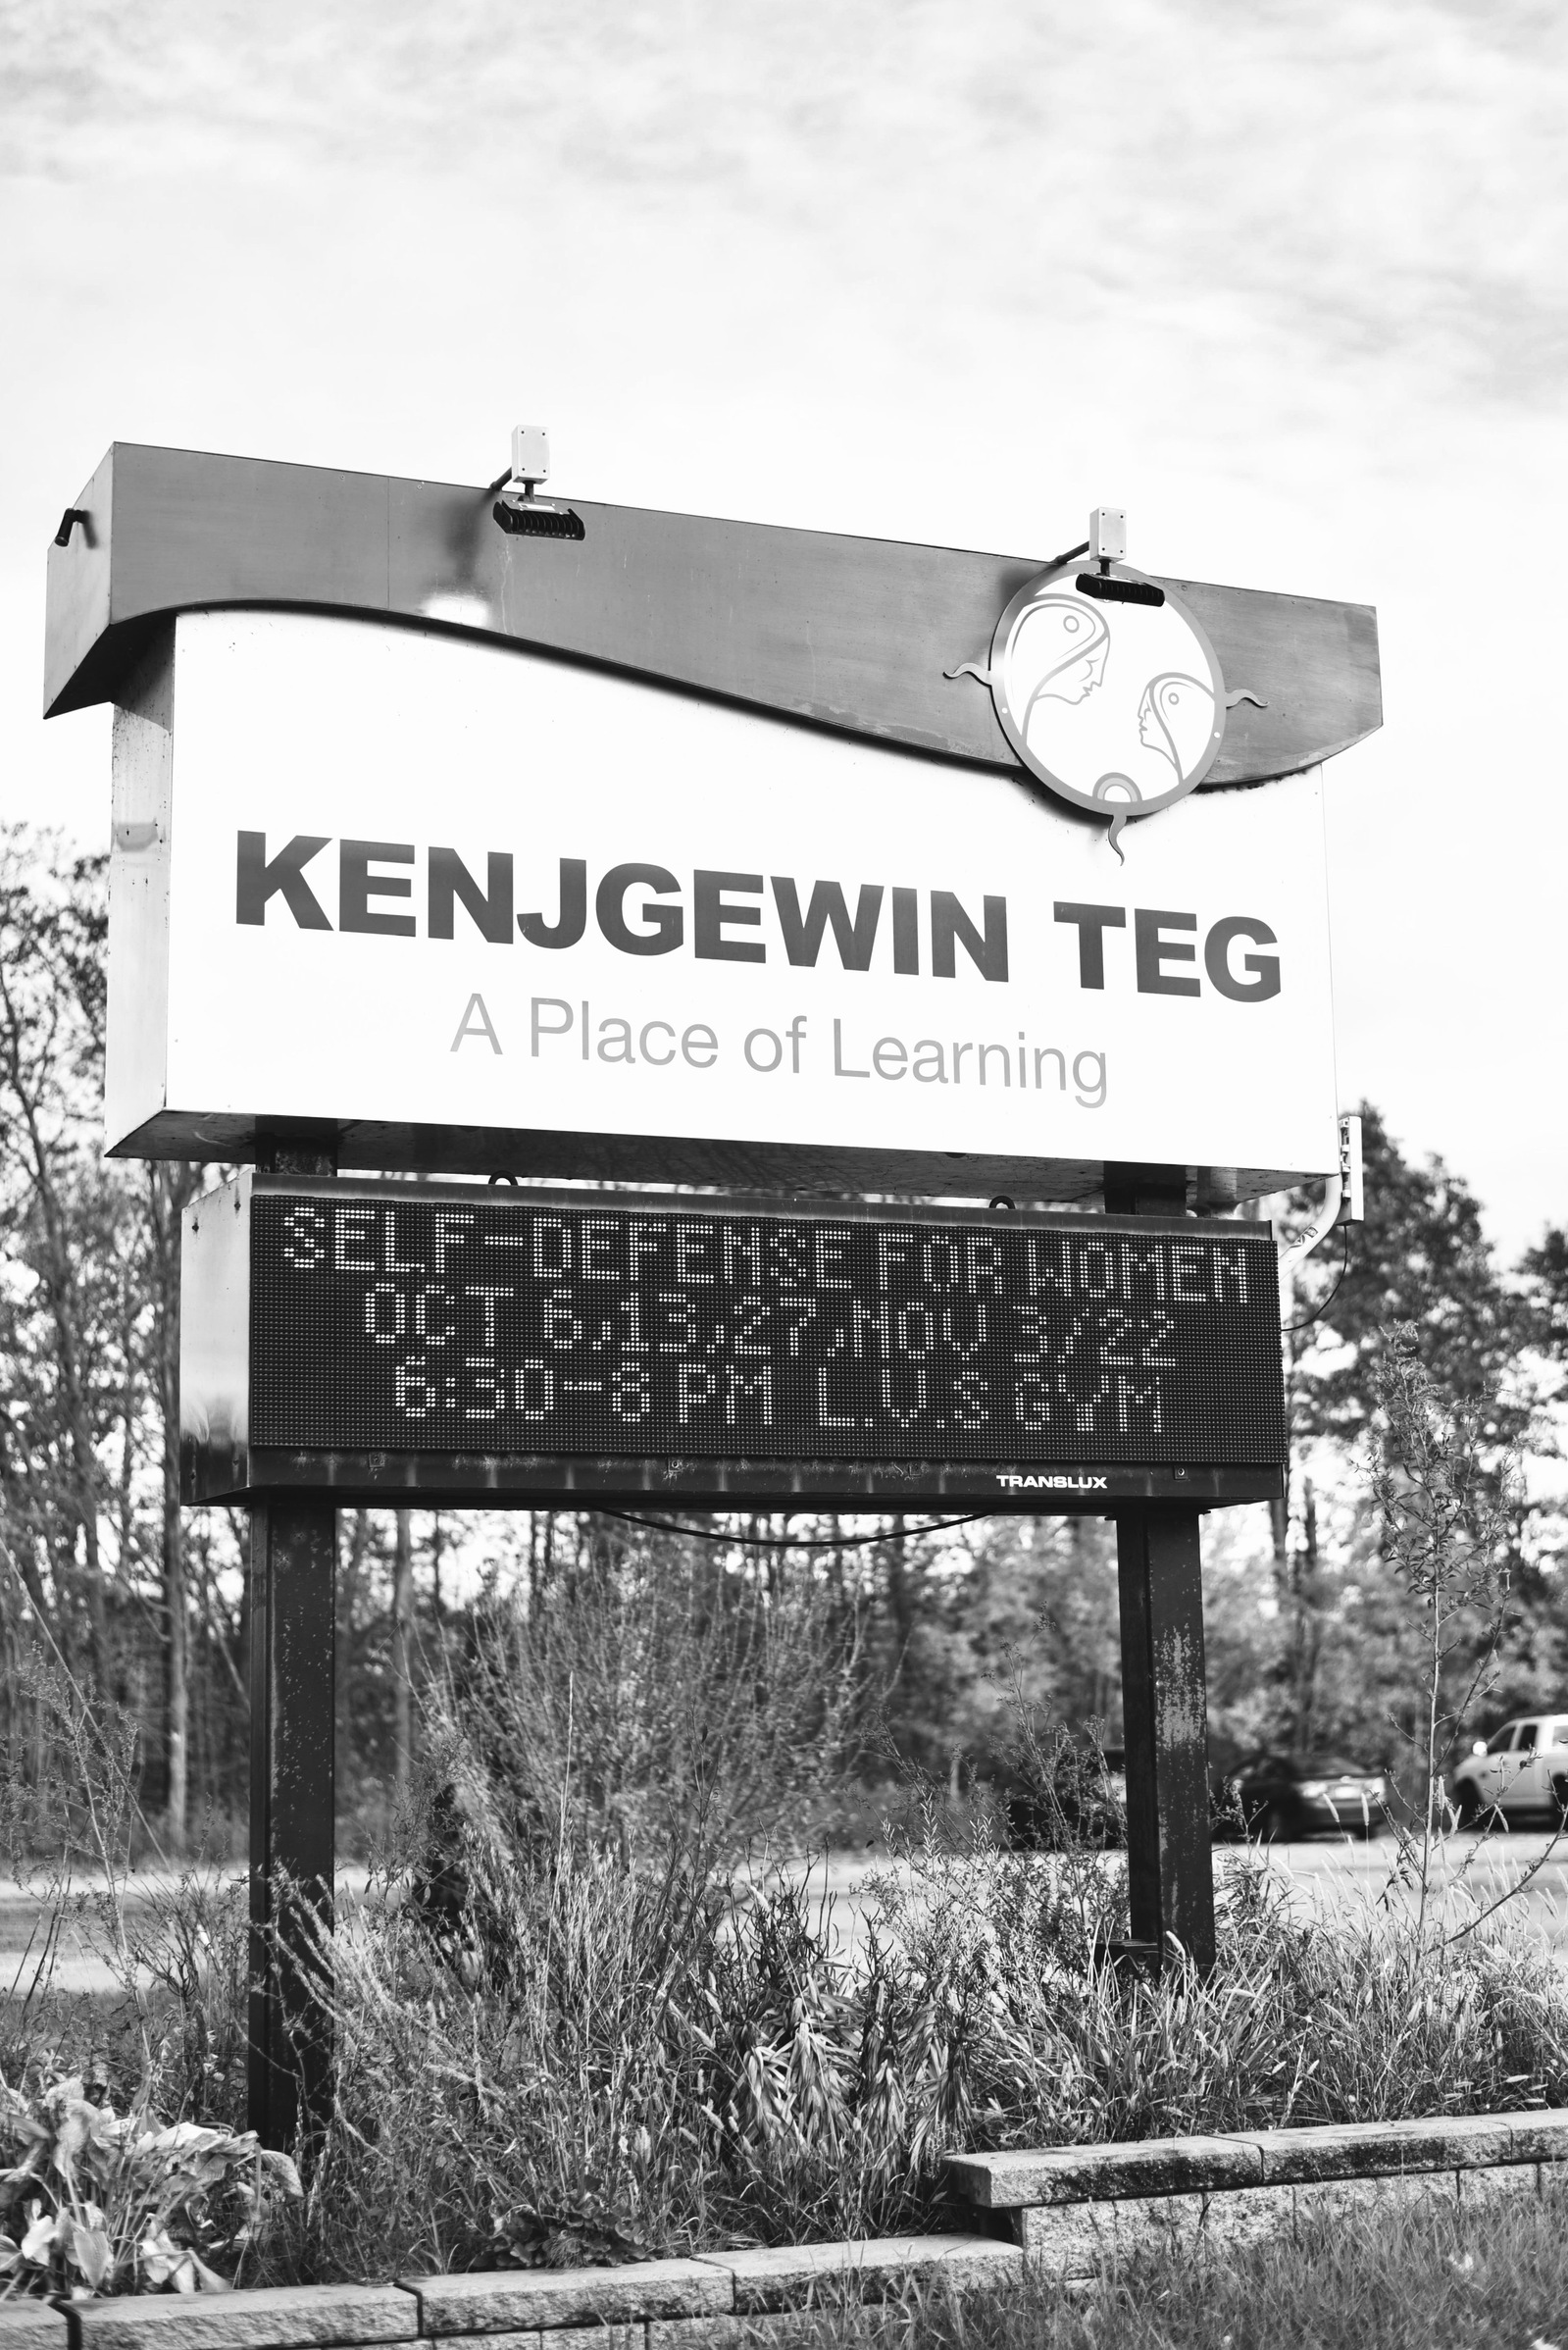 KENJGEWIN TEG
A Place of Learning
SELF-DEFENSE FOR WOMEN
OCT 6,13,27,NOV 3/22
6:30-8 PM L.V.S GYM
TRANSLUX